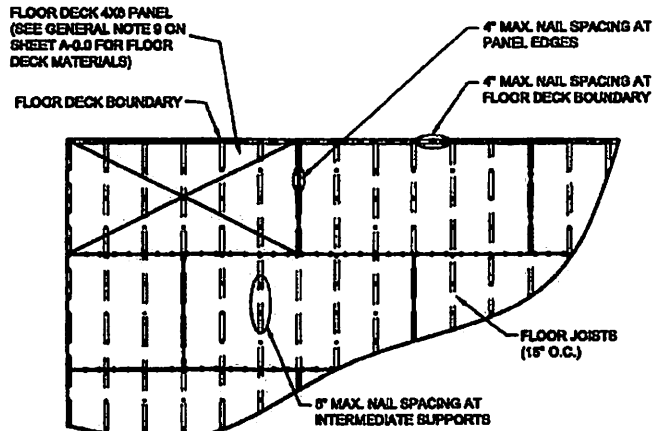 FLOOR DECK 4X8 PANEL
(SEE GENERAL NOTE 9 ON
SHEET A-0.0 FOR FLOOR
DECK MATERIALS)
FLOOR DECK BOUNDARY
4" MAX. NAIL SPACING AT
PANEL EDGES
4" MAX. NAIL SPACING AT
FLOOR DECK BOUNDARY
FLOOR JOISTS
(16" O.C.)
MAX. NAIL SPACING AT
INTERMEDIATE SUPPORTS